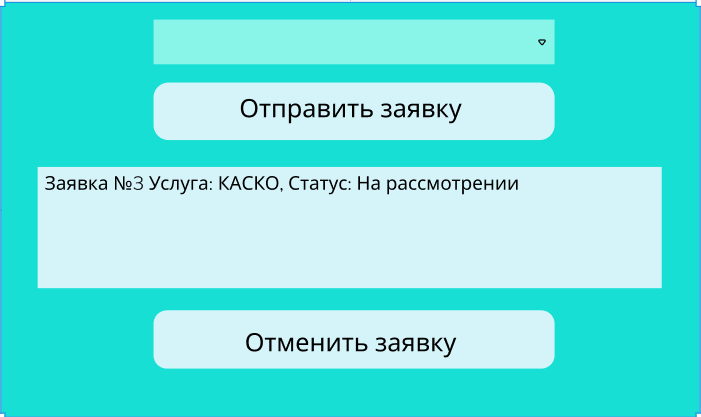 Отправить заявку
Заявка №3 Услуга: КАСКО, Статус: На рассмотрении
Отменить заявку